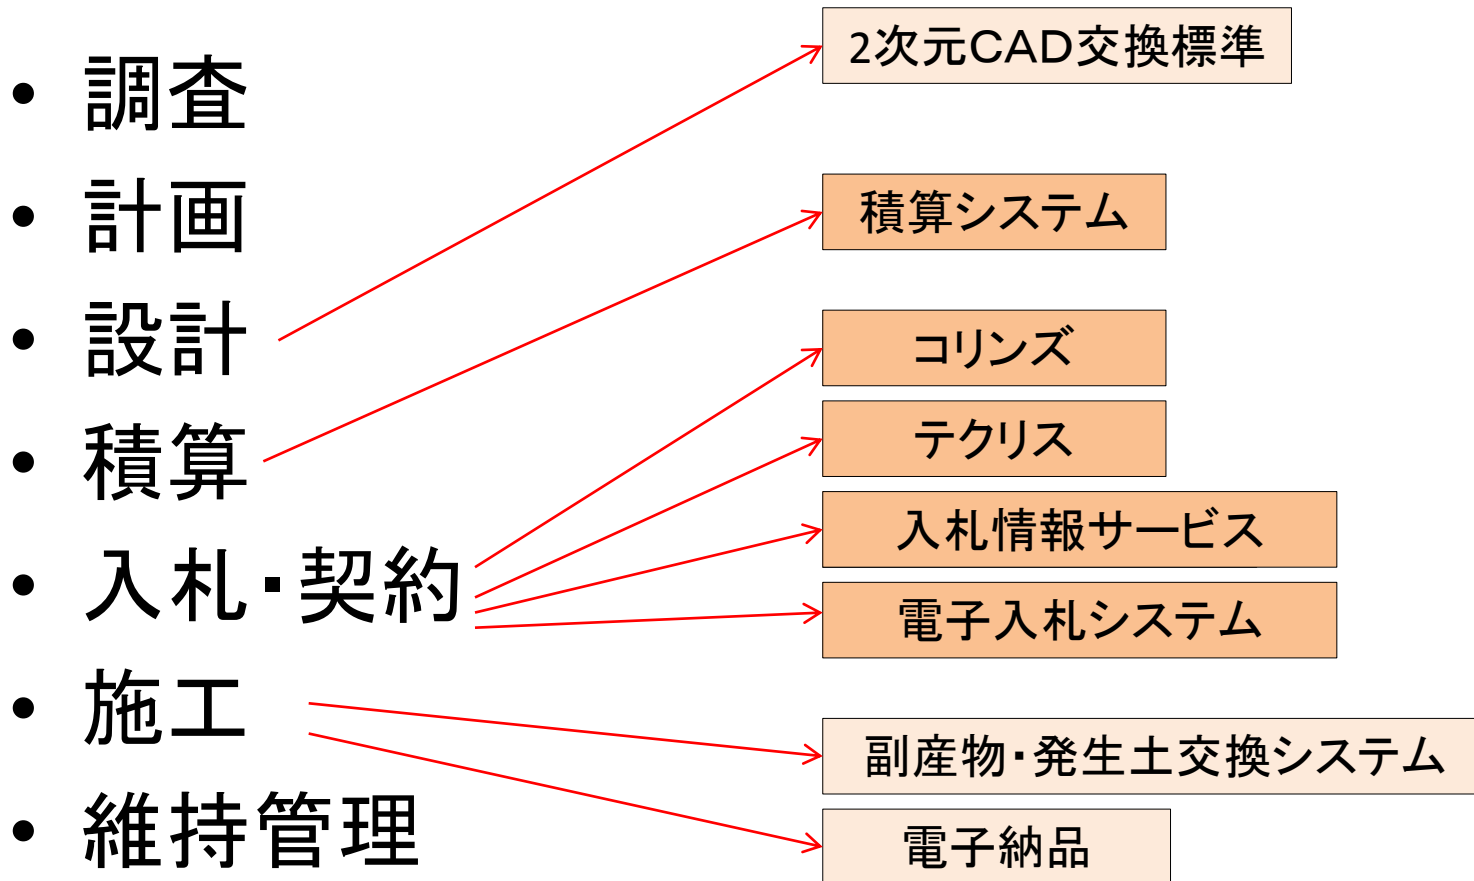 • 調査
• 計画
• 設計
• 積算
• 入札・契約
• 施工
• 維持管理
2次元CAD交換標準
積算システム
コリンズ
テクリス
入札情報サービス
電子入札システム
副産物・発生土交換システム
電子納品